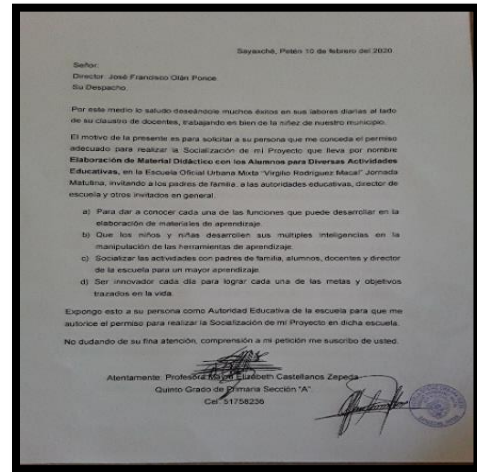 Sayaxché, Petén 10 de febrero del 2020
Señor:
Director: José Francisco Olán Ponce
Su Despacho.
Por este medio lo saludo deseándole muchos éxitos en sus labores diarias al lado
de su claustro de docentes, trabajando en bien de la niñez de nuestro municipio.
El motivo de la presente es para solicitar a su persona que me conceda el permiso
adecuado para realizar la Socialización de mi Proyecto que lleva por nombre
Elaboración de Material Didáctico con los Alumnos para Diversas Actividades
Educativas, en la Escuela Oficial Urbana Mixta “Virgilio Rodríguez Macal” Jornada
Matutina, invitando a los padres de familia, a las autoridades educativas, director de
escuela y otros invitados en general.
a) Para dar a conocer cada una de las funciones que puede desarrollar en la
elaboración de materiales de aprendizaje.
b) Que los niños y niñas desarrollen sus múltiples inteligencias en la
manipulación de las herramientas de aprendizaje.
c) Socializar las actividades con padres de familia, alumnos, docentes y director
de la escuela para un mayor aprendizaje.
d) Ser innovador cada día para lograr cada una de las metas y objetivos
trazados en la vida.
Expongo esto a su persona como Autoridad Educativa de la escuela para que me
autorice el permiso para realizar la Socialización de mi Proyecto en dicha escuela.
No dudando de su fina atención, comprensión a mi petición me suscribo de usted.
Atentamente: Profesora Elizabeth Castellanos Zepeda
Quinto Grado de Primaria Sección “A”.
Cel: 51758236